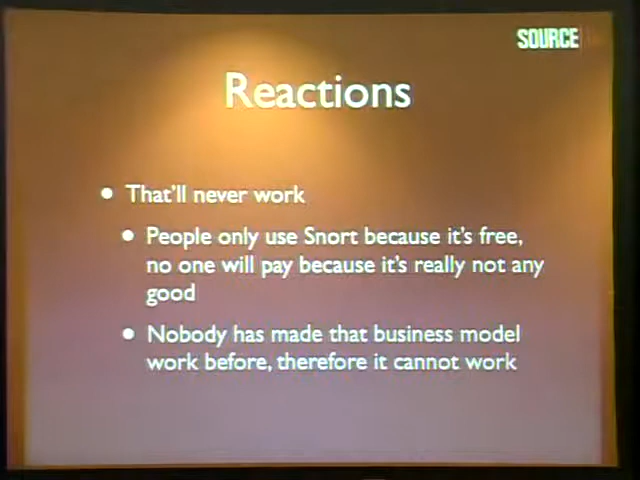 SOURCE
Reactions
• That'll never work
• People only use Snort because it's free,
no one will pay because it's really not any
good
• Nobody has made that business model
work before, therefore it cannot work